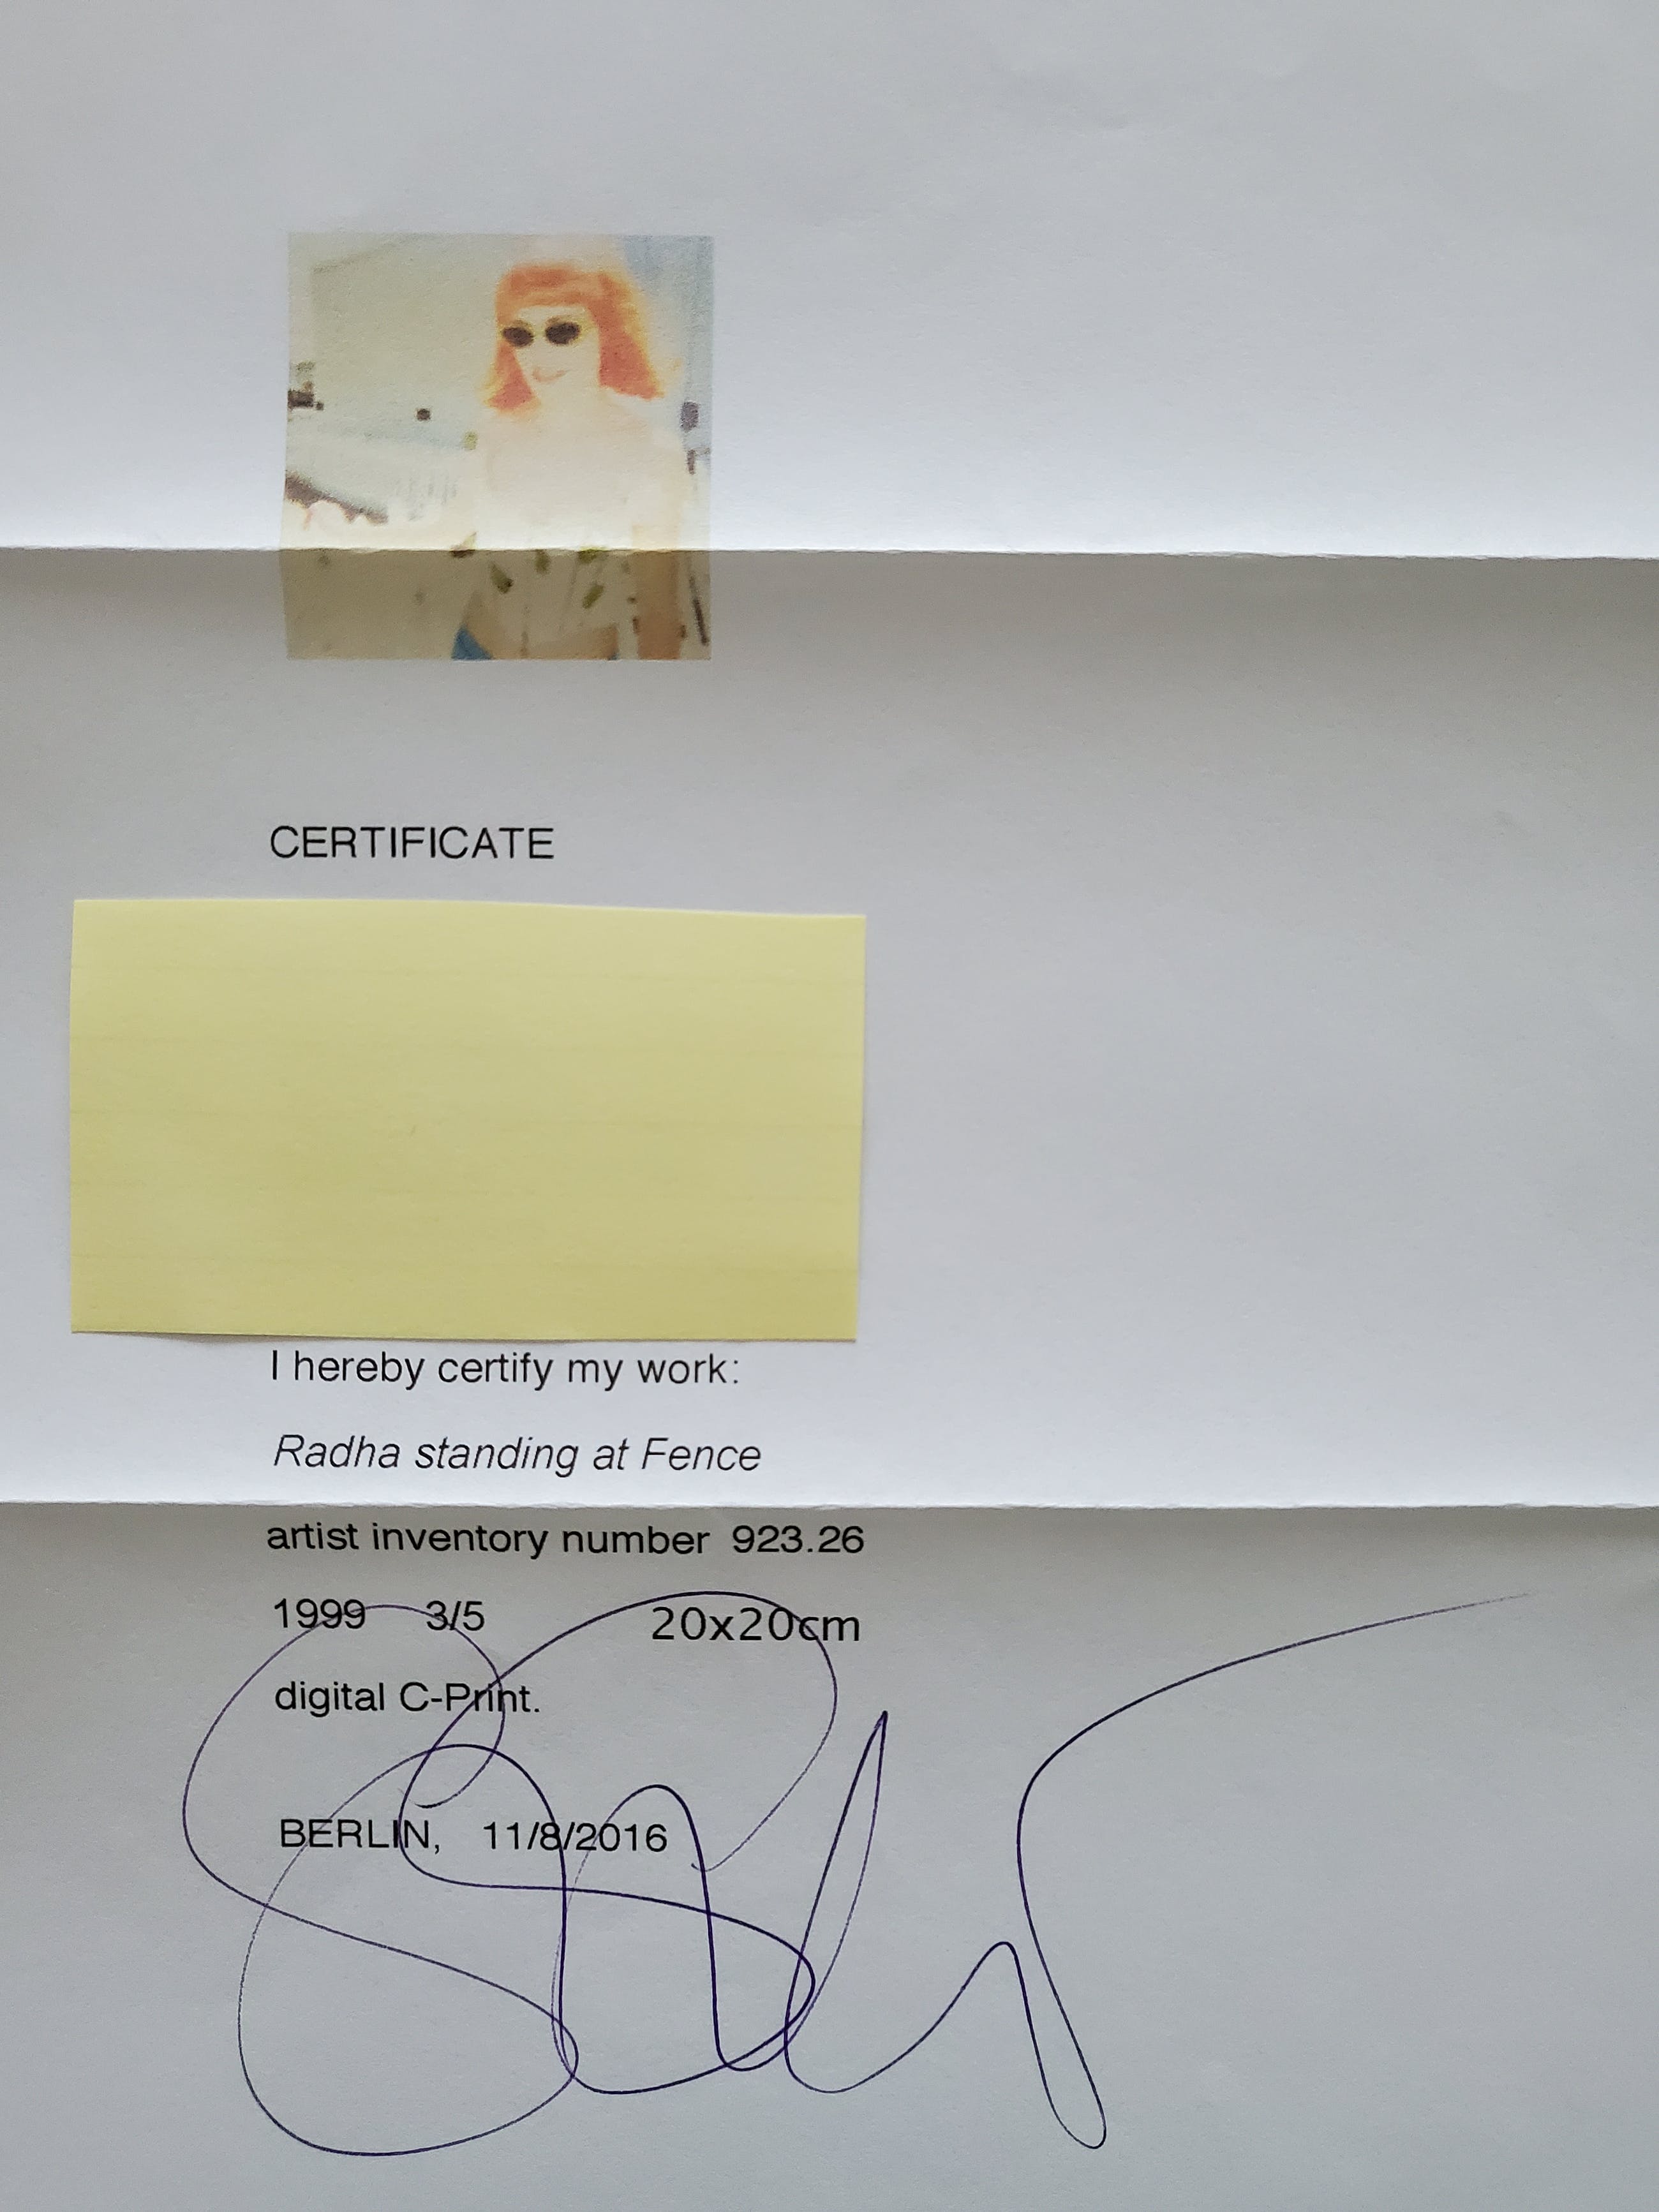 CERTIFICATE
I hereby certify my work:
Radha standing at Fence
artist inventory number 923.26
1999 3/5 20x20cm
digital C-Print.
BERLIN, 11/8/2016